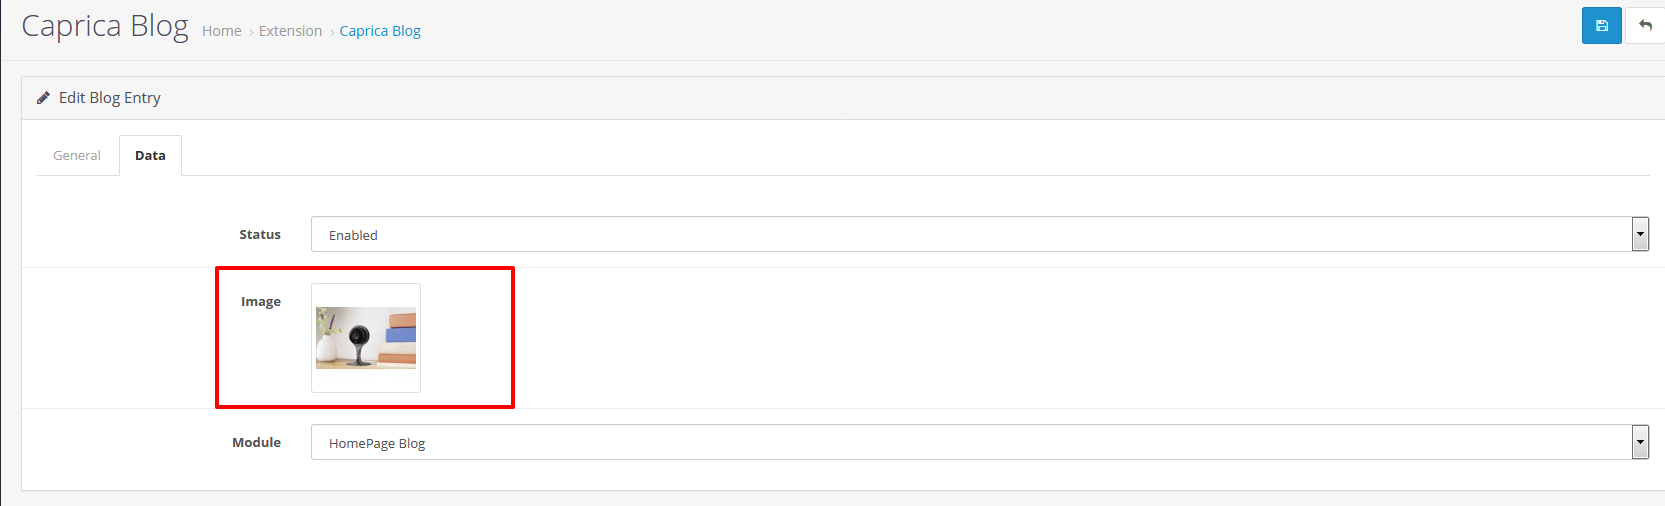 Caprica Blog Home › Extension › Caprica Blog
Edit Blog Entry
General Data
Status Enabled
Image
Module HomePage Blog